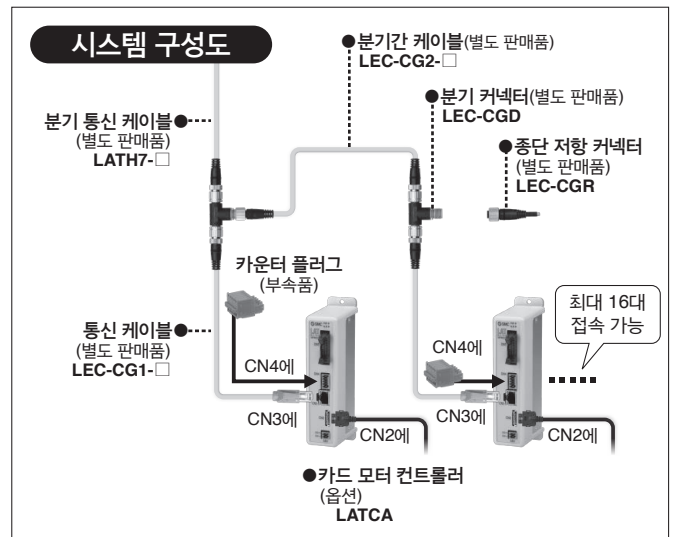 시스템 구성도
●분기간 케이블(별도 판매품)
LEC-CG2-□
●분기 커넥터(별도 판매품)
LEC-CGD
분기 통신 케이블●
(별도 판매품)
LATH7-□
●종단 저항 커넥터
(별도 판매품)
LEC-CGR
카운터 플러그
(부속품)
최대 16대
접속 가능
통신 케이블●
(별도 판매품)
LEC-CG1-□
CN4에
CN4에
CN3에
CN2에
CN3에
CN2에
●카드 모터 컨트롤러
(옵션)
LATCA